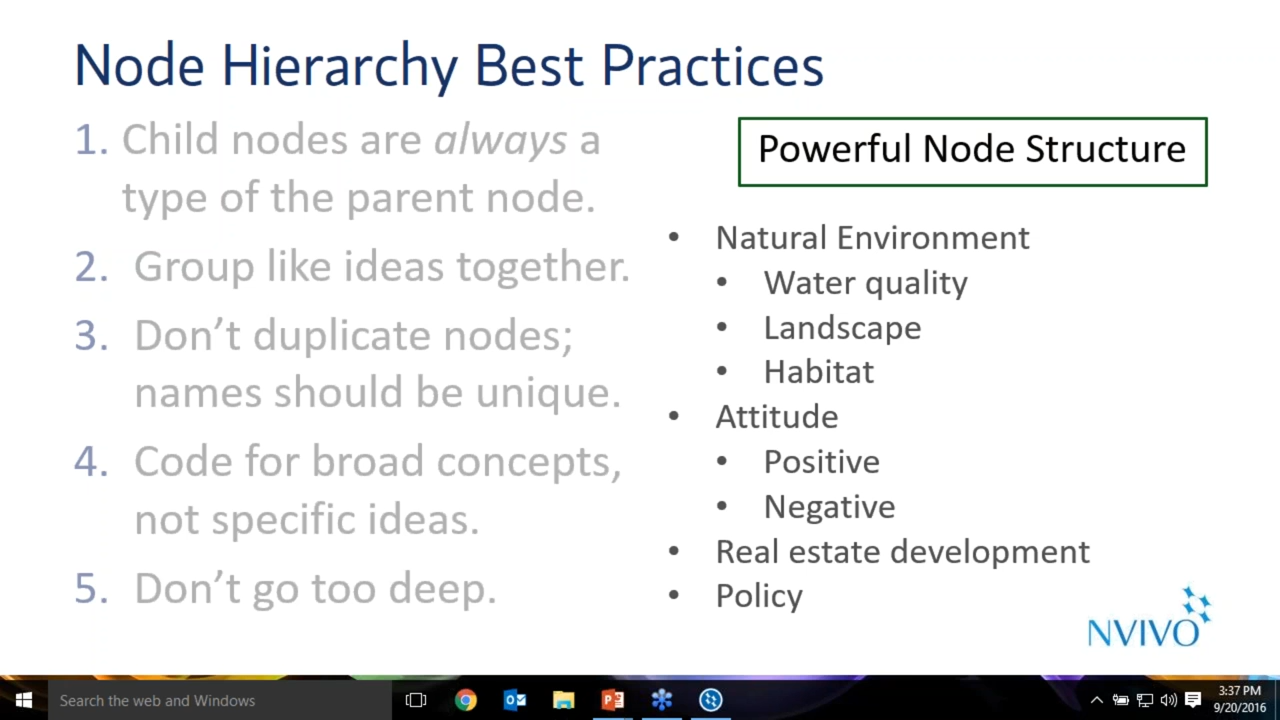 Node Hierarchy Best Practices
1. Child nodes are always a
type of the parent node.
2. Group like ideas together.
3. Don't duplicate nodes;
names should be unique.
4. Code for broad concepts,
not specific ideas.
5. Don't go too deep.
Powerful Node Structure
• Natural Environment
• Water quality
• Landscape
• Habitat
• Attitude
• Positive
• Negative
• Real estate development
• Policy
NVIVO
Search the web and Windows
3:37 PM
9/20/2016